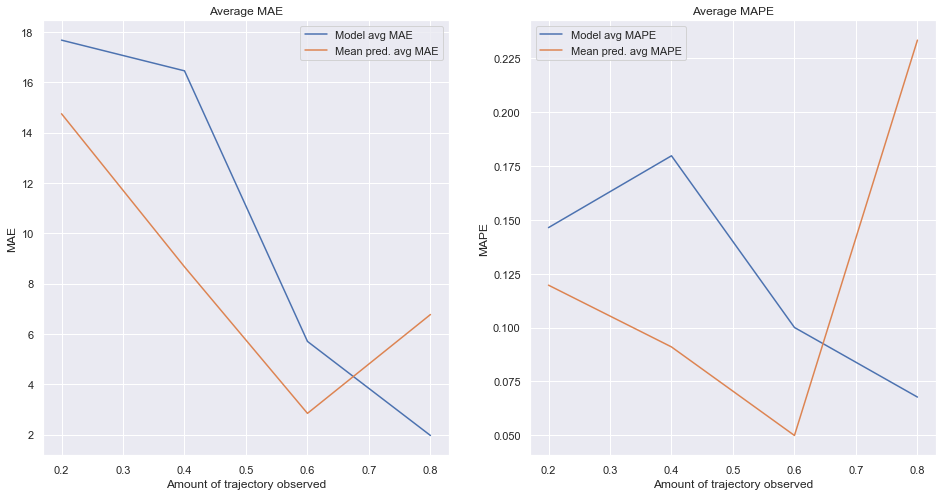 Average MAE
Model avg MAE
Mean pred. avg MAE
18
16
14
12
10
8
6
4
2
MAE
0.2 0.3 0.4 0.5 0.6 0.7 0.8
Amount of trajectory observed
Average MAPE
Model avg MAPE
Mean pred. avg MAPE
0.225
0.200
0.175
0.150
0.125
0.100
0.075
0.050
MAPE
0.2 0.3 0.4 0.5 0.6 0.7 0.8
Amount of trajectory observed